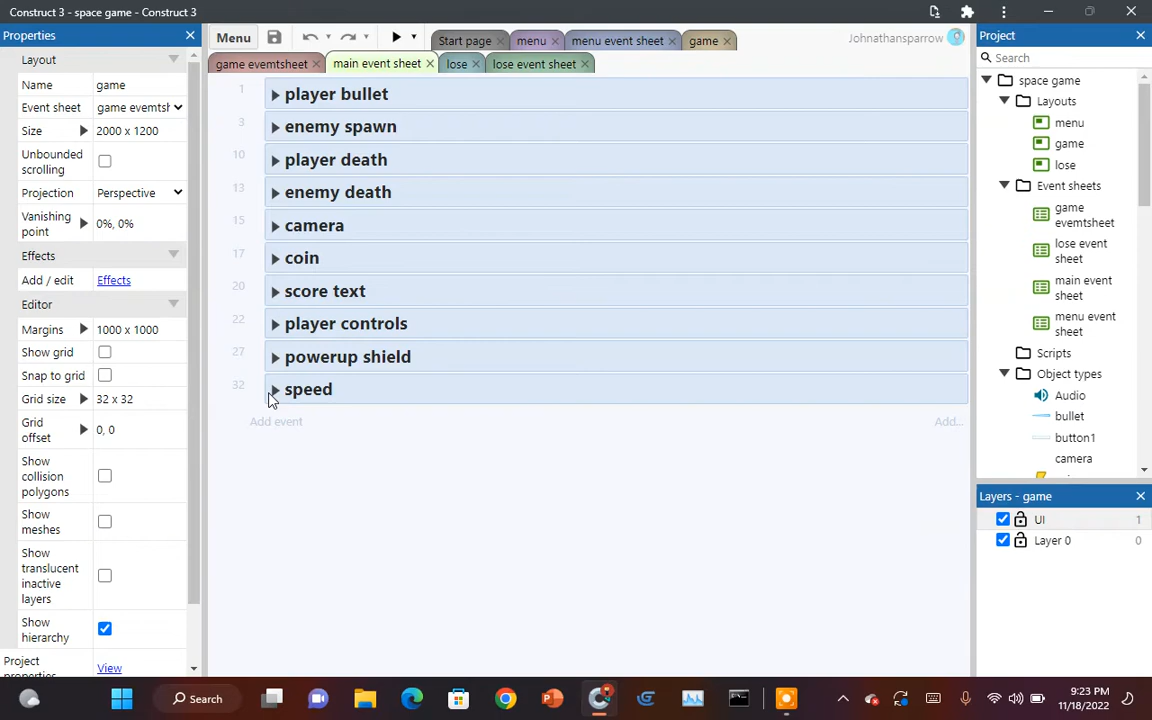 Construct 3 - space game - Construct 3
Properties
Menu
Start page
menu
menu event sheet
game
Johnathansparrow
game evemtsheet
main event sheet
lose
lose event sheet
Layout
Name game
Event sheet game evemtsh
Size 2000 x 1200
Unbounded
scrolling
Projection Perspective
Vanishing
point 0%, 0%
Effects
Add / edit Effects
Editor
Margins 1000 x 1000
Show grid
Snap to grid
Grid size 32 x 32
Grid
offset 0, 0
Show
collision
polygons
Show
meshes
Show
translucent
inactive
layers
Show
hierarchy
Project
properties View
1 player bullet
3 enemy spawn
10 player death
13 enemy death
15 camera
17 coin
20 score text
22 player controls
27 powerup shield
32 speed
Add event Add...
Project
Search
space game
Layouts
menu
game
lose
Event sheets
game
evemtsheet
lose event
sheet
main event
sheet
menu event
sheet
Scripts
Object types
Audio
bullet
button1
camera
Layers - game
UI 1
Layer 0 0
Search
9:23 PM
11/18/2022